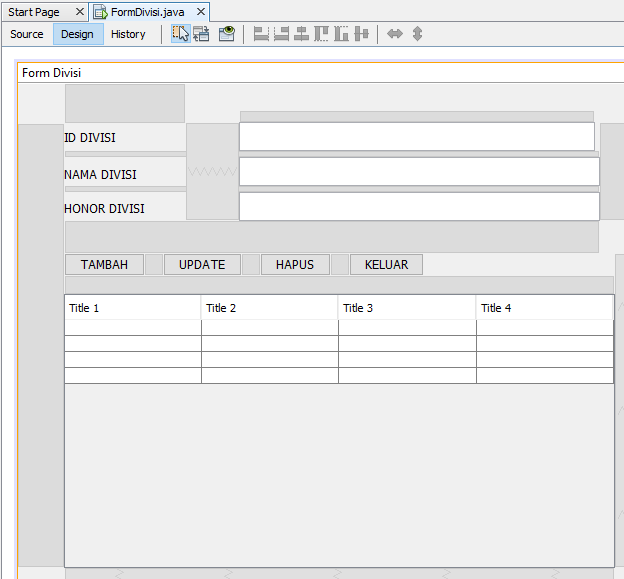 Start Page FormDivisi.java
Source Design History
Form Divisi
ID DIVISI
NAMA DIVISI
HONOR DIVISI
TAMBAH UPDATE HAPUS KELUAR
Title 1 Title 2 Title 3 Title 4